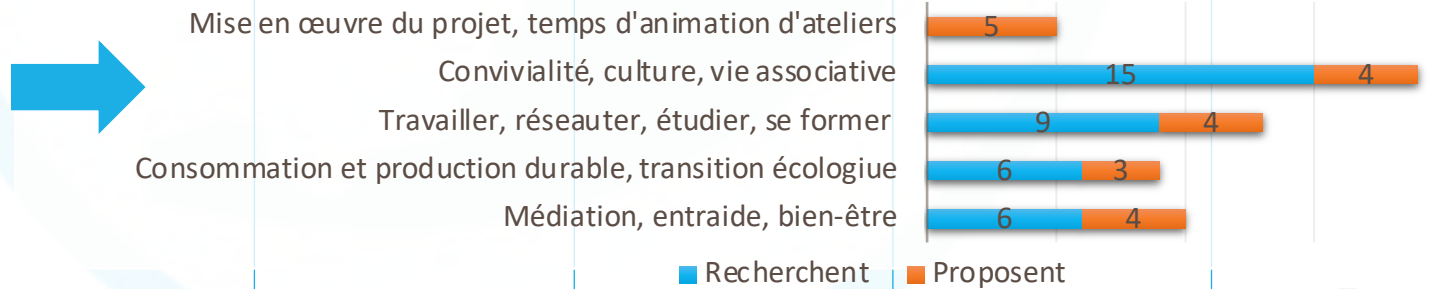 Mise en œuvre du projet, temps d'animation d'ateliers 5
Convivialité, culture, vie associative 15 4
Travailler, réseauter, étudier, se former 9 4
Consommation et production durable, transition écologiue 6 3
Médiation, entraide, bien-être 6 4
Recherchent Proposent